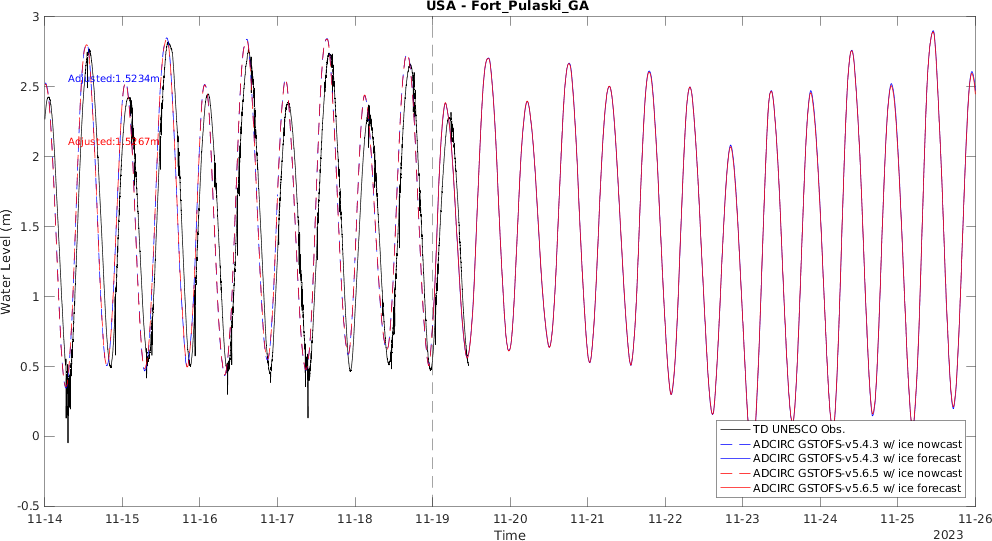 USA - Fort_Pulaski_GA
3
2.5
2
1.5
1
0.5
0
-0.5
Water Level (m)
Adjusted:1.5234m
Adjusted:1.5267m
TD UNESCO Obs.
ADCIRC GSTOFS-v5.4.3 w/ ice nowcast
ADCIRC GSTOFS-v5.4.3 w/ ice forecast
ADCIRC GSTOFS-v5.6.5 w/ ice nowcast
ADCIRC GSTOFS-v5.6.5 w/ ice forecast
11-14 11-15 11-16 11-17 11-18 11-19 11-20 11-21 11-22 11-23 11-24 11-25 11-26
Time
2023